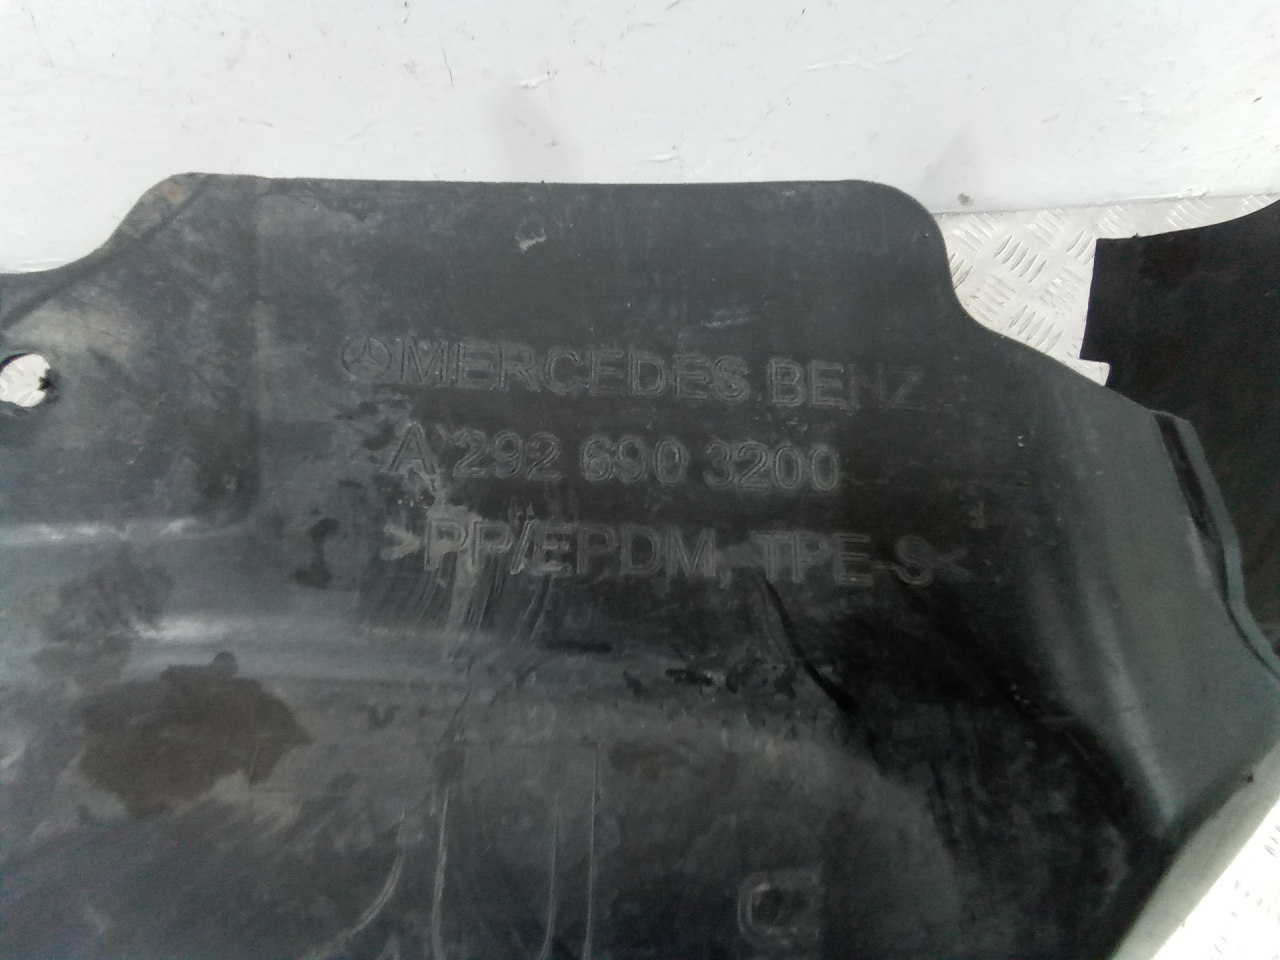 MERCEDES.BENZ
A 292 690 3200
>PP/EPDM, TPE-S<